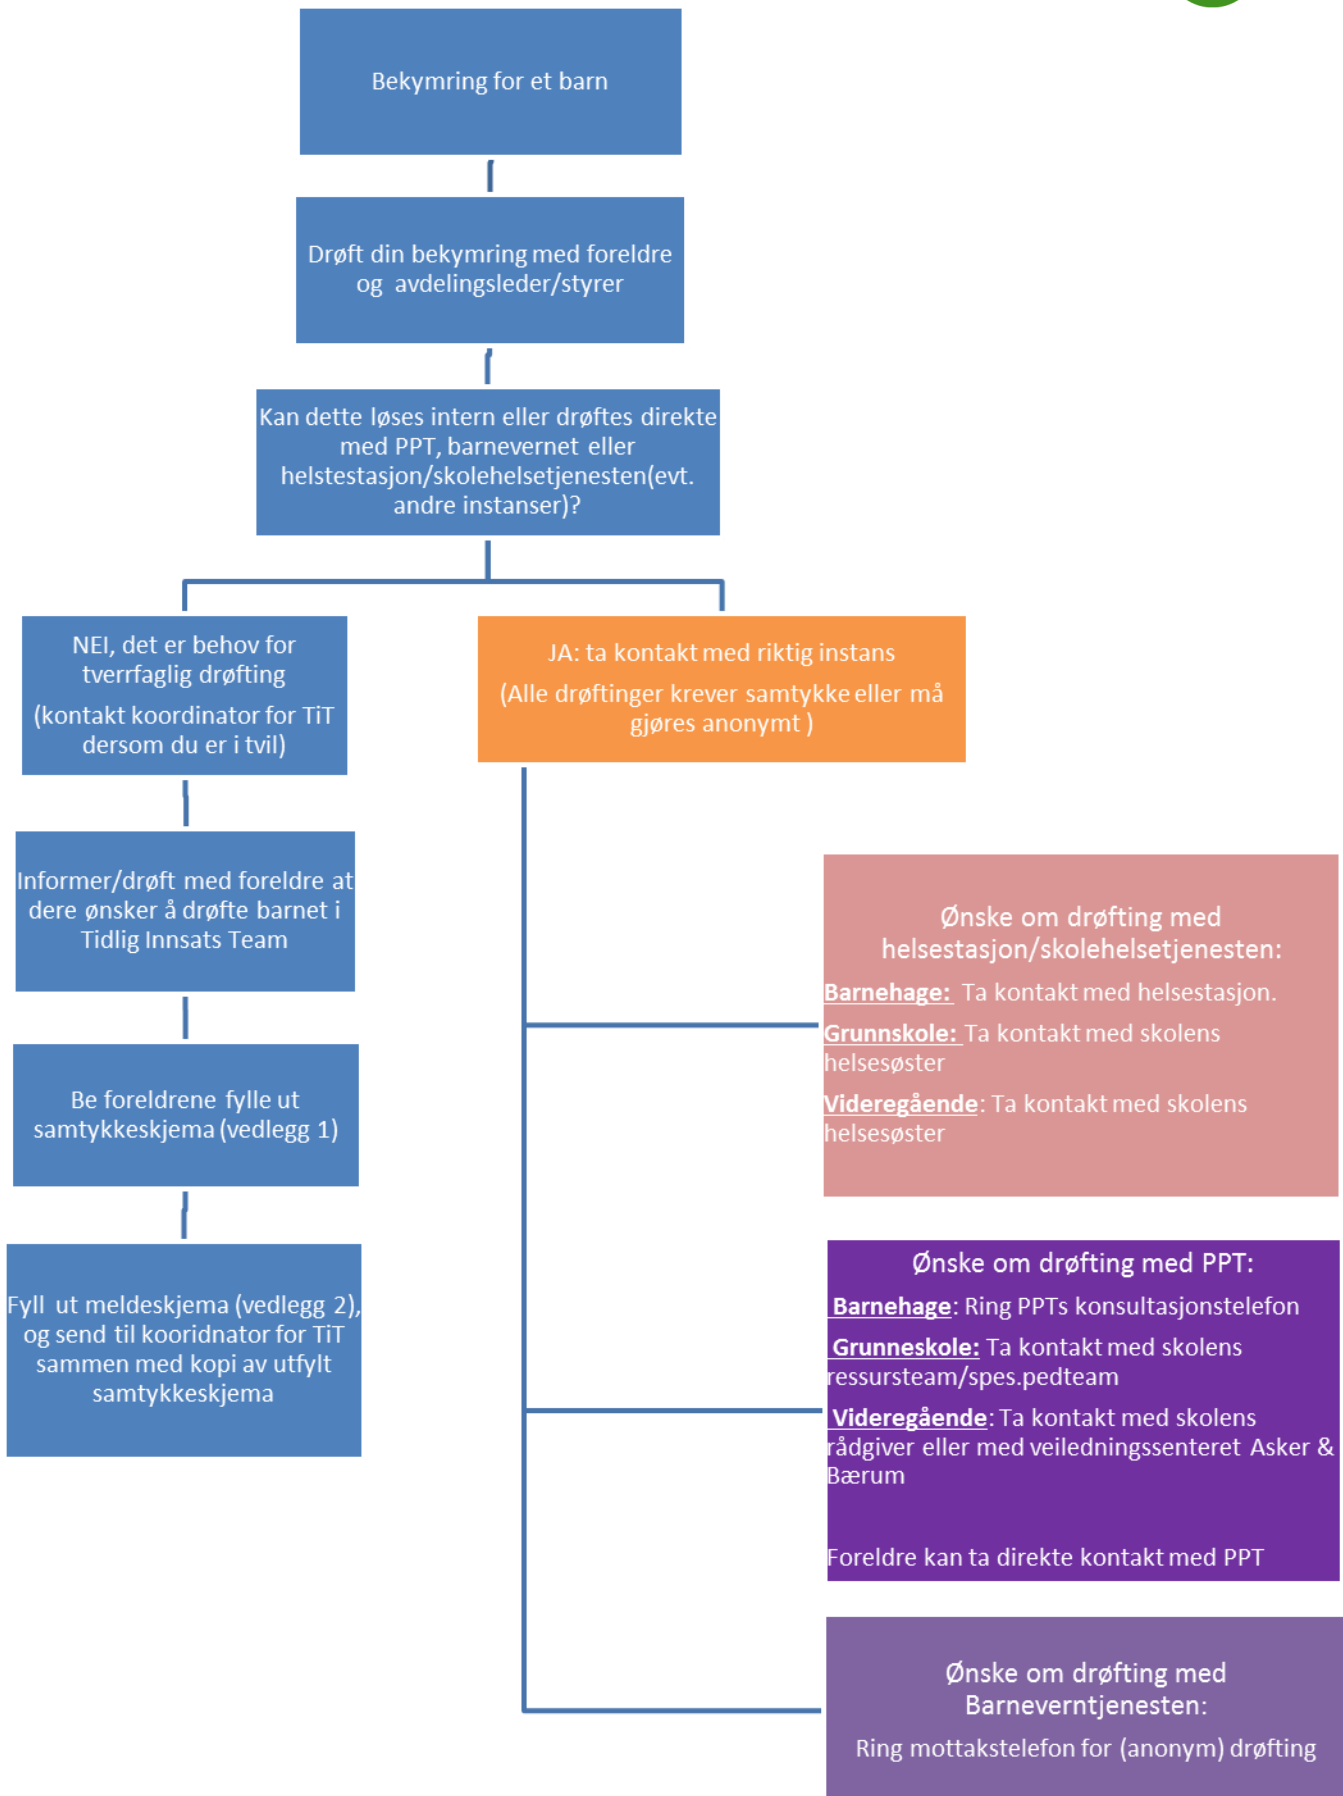 Bekymring for et barn
Drøft din bekymring med foreldre
og avdelingsleder/styrer
Kan dette løses intern eller drøftes direkte
med PPT, barnevernet eller
helstestasjon/skolehelsetjenesten(evt.
andre instanser)?
NEI, det er behov for
tverrfaglig drøfting
(kontakt koordinator for TiT
dersom du er i tvil)
Informer/drøft med foreldre at
dere ønsker å drøfte barnet i
Tidlig Innsats Team
Be foreldrene fylle ut
samtykkeskjema (vedlegg 1)
Fyll ut meldeskjema (vedlegg 2),
og send til kooridnator for TiT
sammen med kopi av utfylt
samtykkeskjema
JA: ta kontakt med riktig instans
(Alle drøftinger krever samtykke eller må
gjøres anonymt )
Ønske om drøfting med
helsestasjon/skolehelsetjenesten:
Barnehage: Ta kontakt med helsestasjon.
Grunnskole: Ta kontakt med skolens
helsesøster
Videregående: Ta kontakt med skolens
helsesøster
Ønske om drøfting med PPT:
Barnehage: Ring PPTs konsultasjonstelefon
Grunneskole: Ta kontakt med skolens
ressursteam/spes.pedteam
Videregående: Ta kontakt med skolens
rådgiver eller med veiledningssenteret Asker &
Bærum
Foreldre kan ta direkte kontakt med PPT
Ønske om drøfting med
Barneverntjenesten:
Ring mottakstelefon for (anonym) drøfting